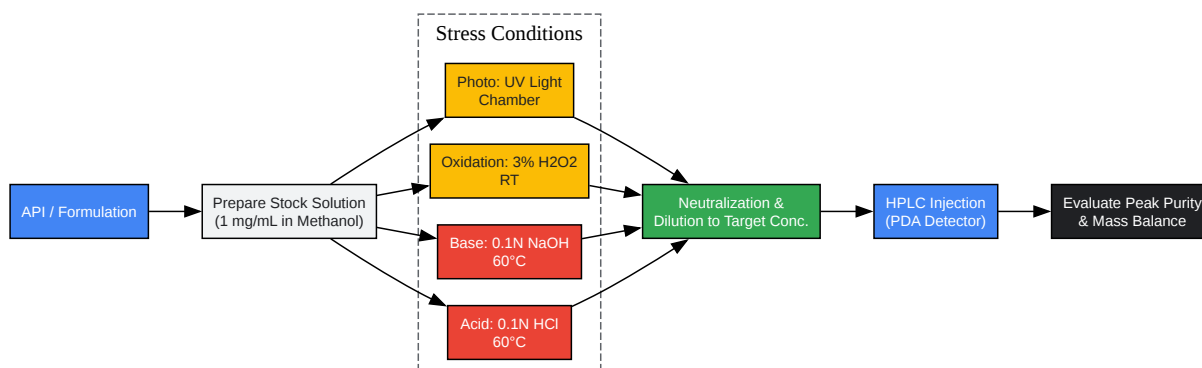 Stress Conditions
Photo: UV Light
Chamber
Oxidation: 3% H2O2
RT
API / Formulation
Prepare Stock Solution
(1 mg/mL in Methanol)
Base: 0.1N NaOH
60°C
Acid: 0.1N HCl
60°C
Neutralization &
Dilution to Target Conc.
HPLC Injection
(PDA Detector)
Evaluate Peak Purity
& Mass Balance